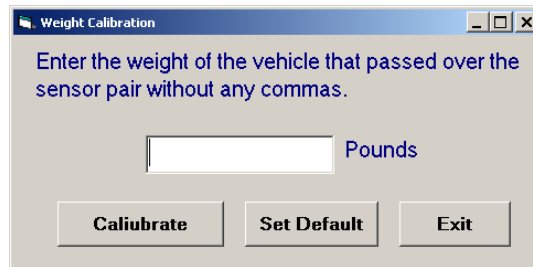 Weight Calibration
Enter the weight of the vehicle that passed over the
sensor pair without any commas.
Pounds
Caliubrate Set Default Exit